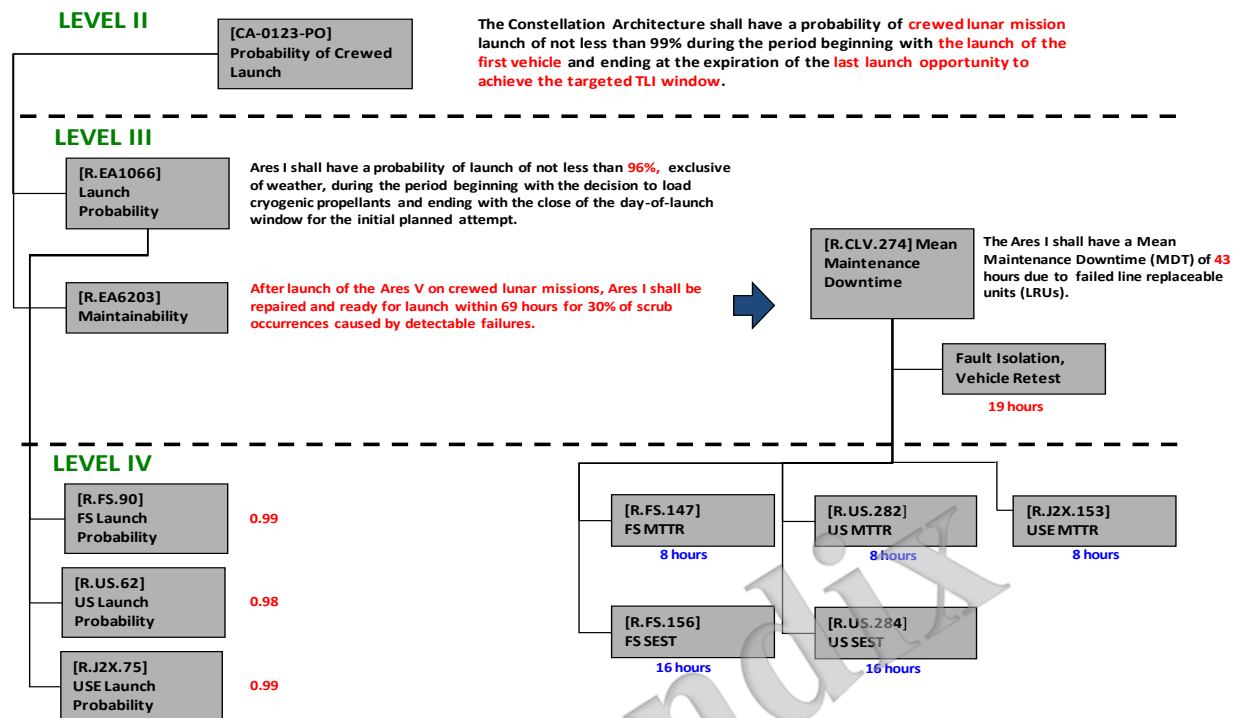 LEVEL II
[CA-0123-PO]
Probability of Crewed
Launch
The Constellation Architecture shall have a probability of crewed lunar mission
launch of not less than 99% during the period beginning with the launch of the
first vehicle and ending at the expiration of the last launch opportunity to
achieve the targeted TLI window.
LEVEL III
[R.EA1066]
Launch
Probability
Ares I shall have a probability of launch of not less than 96%, exclusive
of weather, during the period beginning with the decision to load
cryogenic propellants and ending with the close of the day-of-launch
window for the initial planned attempt.
[R.EA6203]
Maintainability
After launch of the Ares V on crewed lunar missions, Ares I shall be
repaired and ready for launch within 69 hours for 30% of scrub
occurrences caused by detectable failures.
[R.CLV.274] Mean
Maintenance
Downtime
The Ares I shall have a Mean
Maintenance Downtime (MDT) of 43
hours due to failed line replaceable
units (LRUs).
Fault Isolation,
Vehicle Retest
19 hours
LEVEL IV
[R.FS.90]
FS Launch
Probability
0.99
[R.US.62]
US Launch
Probability
0.98
[R.J2X.75]
USE Launch
Probability
0.99
[R.FS.147]
FS MTTR
8 hours
[R.US.282]
US MTTR
8 hours
[R.J2X.153]
USE MTTR
8 hours
[R.FS.156]
FS SEST
16 hours
[R.US.284]
US SEST
16 hours
ndix